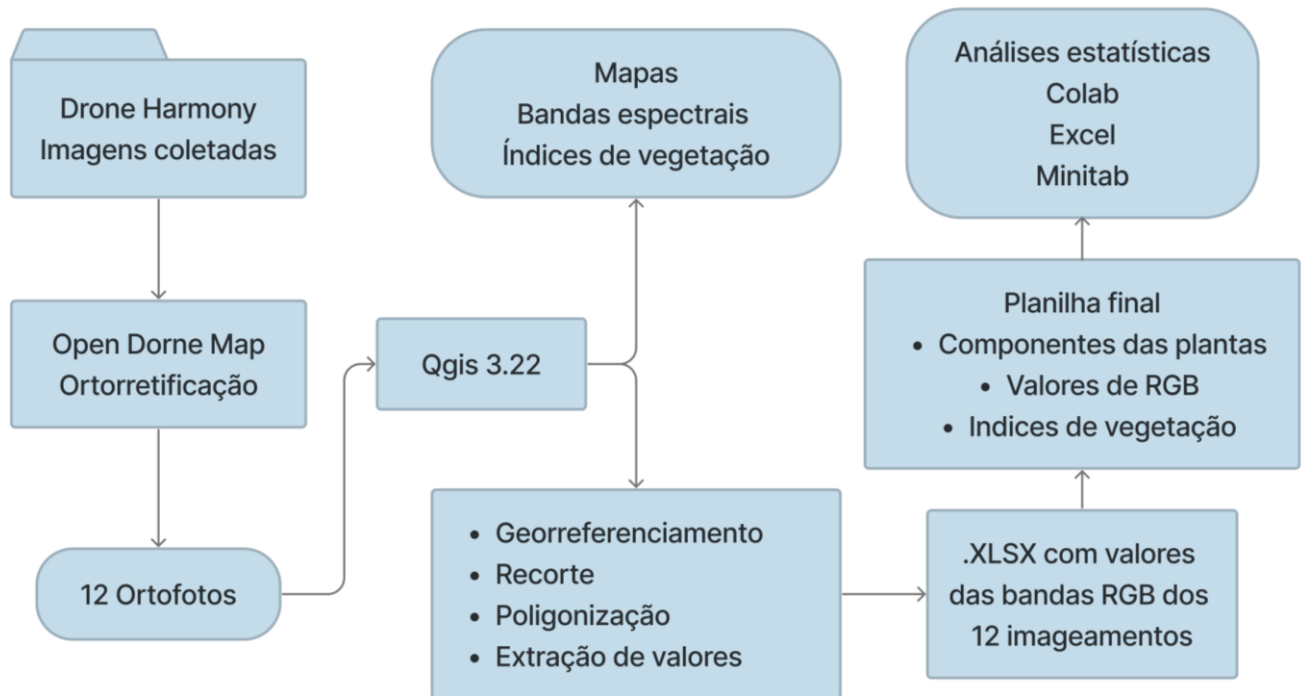 Drone Harmony
Imagens coletadas
Open Dorne Map
Ortorretificação
12 Ortofotos
Qgis 3.22
Mapas
Bandas espectrais
Índices de vegetação
• Georreferenciamento
• Recorte
• Poligonização
• Extração de valores
.XLSX com valores
das bandas RGB dos
12 imageamentos
Planilha final
• Componentes das plantas
• Valores de RGB
• Indices de vegetação
Análises estatísticas
Colab
Excel
Minitab